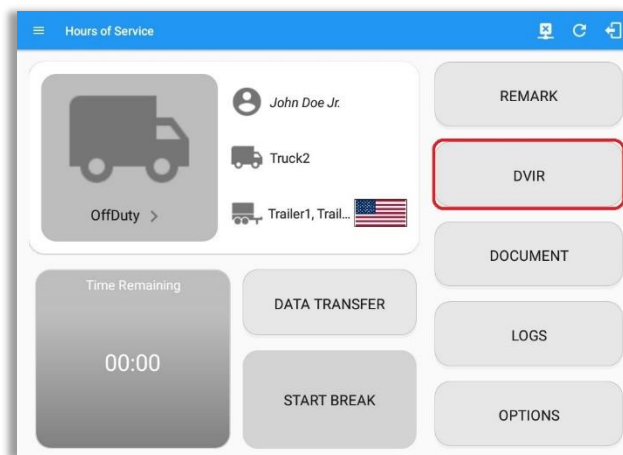 Hours of Service
John Doe Jr.
Truck2
Trailer1, Trail...
OffDuty >
Time Remaining
00:00
DATA TRANSFER
START BREAK
REMARK
DVIR
DOCUMENT
LOGS
OPTIONS